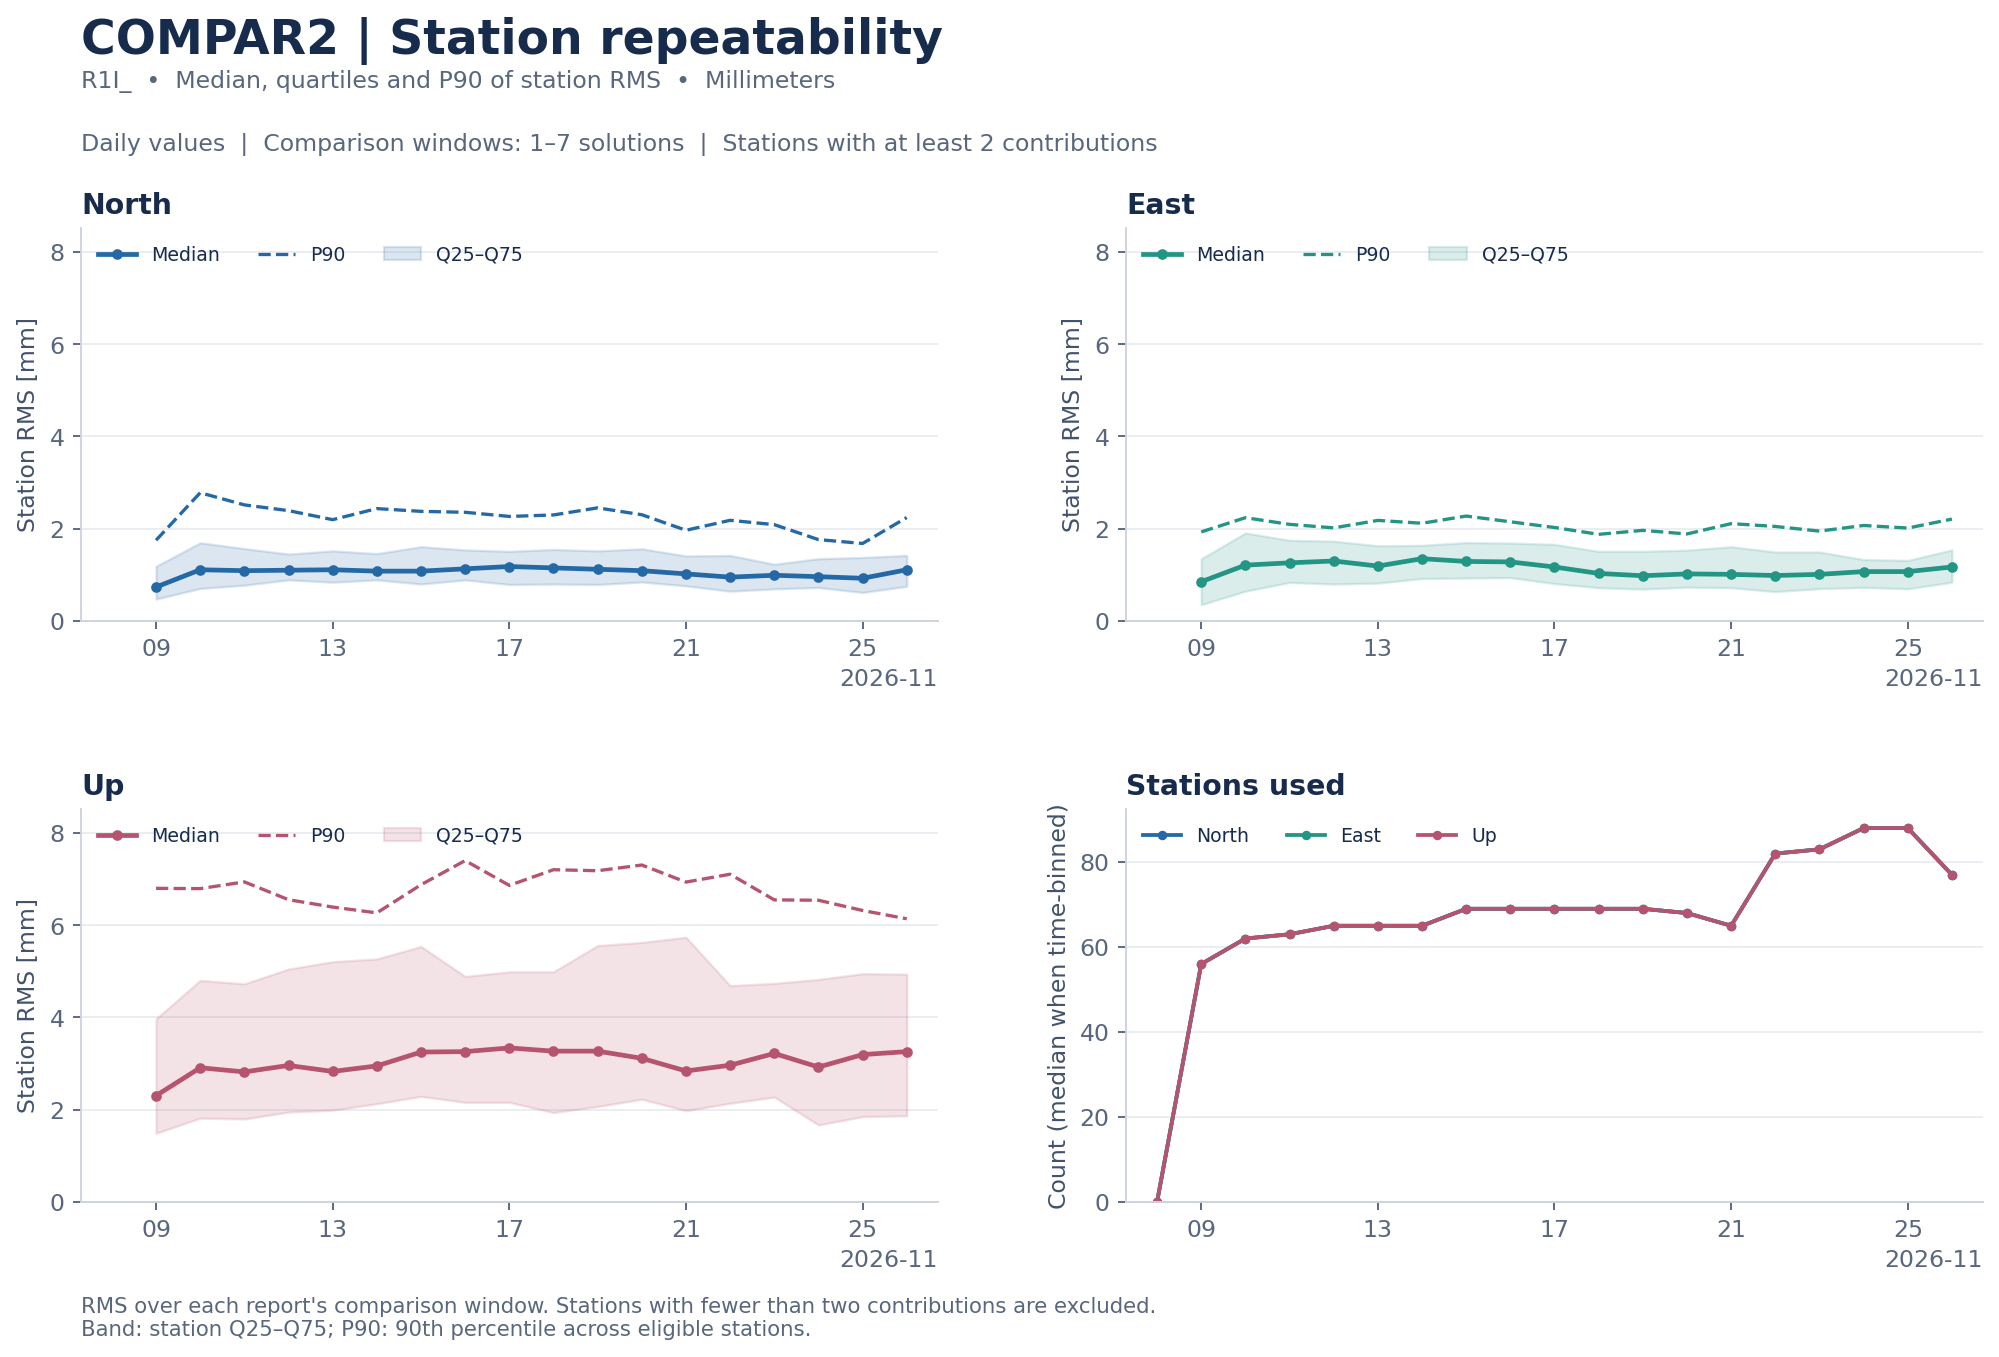 COMPAR2 | Station repeatability
R1I_ • Median, quartiles and P90 of station RMS • Millimeters
Daily values | Comparison windows: 1–7 solutions | Stations with at least 2 contributions
North
Median P90 Q25–Q75
Station RMS [mm]
8
6
4
2
0
09 13 17 21 25
2026-11
East
Median P90 Q25–Q75
Station RMS [mm]
8
6
4
2
0
09 13 17 21 25
2026-11
Up
Median P90 Q25–Q75
Station RMS [mm]
8
6
4
2
0
09 13 17 21 25
2026-11
Stations used
North East Up
Count (median when time-binned)
80
60
40
20
0
09 13 17 21 25
2026-11
RMS over each report's comparison window. Stations with fewer than two contributions are excluded.
Band: station Q25–Q75; P90: 90th percentile across eligible stations.